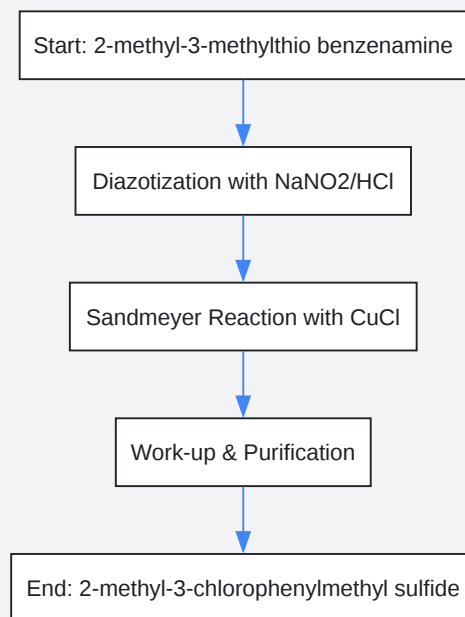 Start: 2-methyl-3-methylthio benzenamine
Diazotization with NaNO2/HCl
Sandmeyer Reaction with CuCl
Work-up & Purification
End: 2-methyl-3-chlorophenylmethyl sulfide